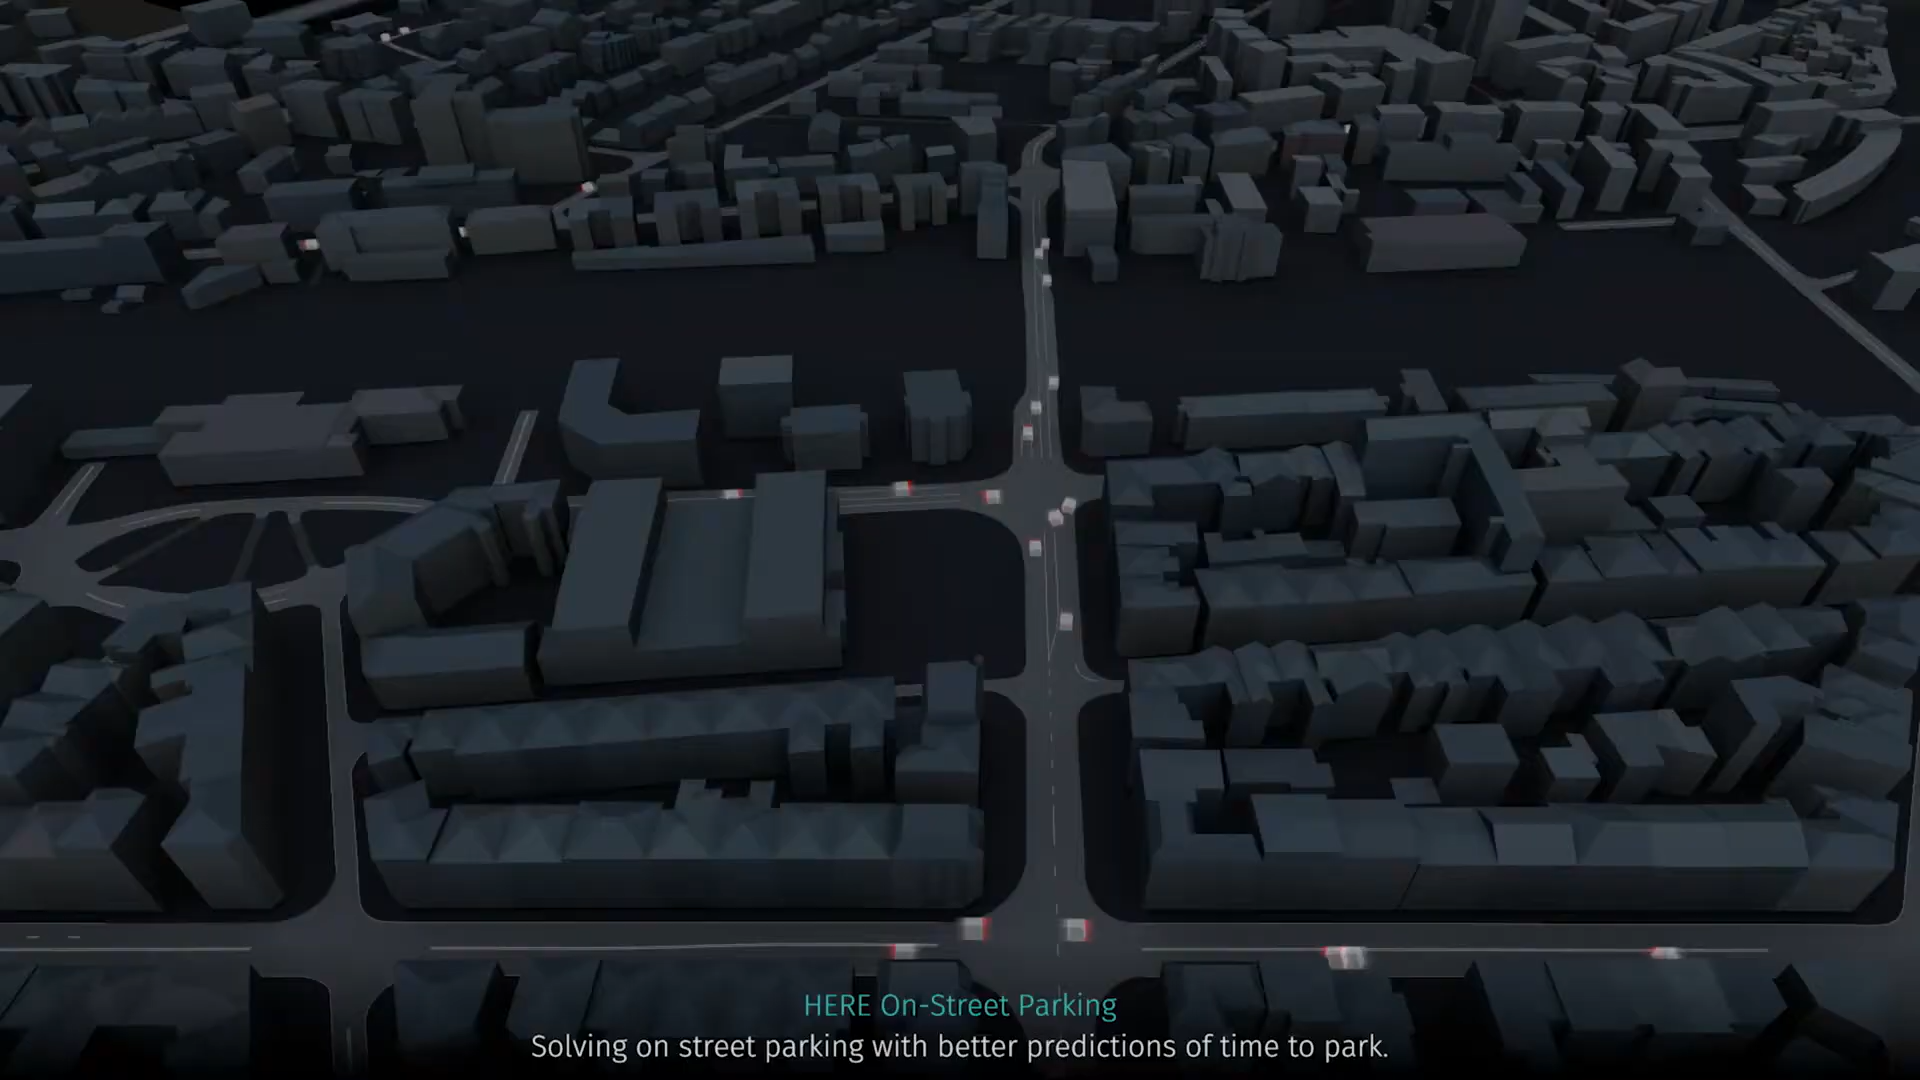 HERE On-Street Parking
Solving on street parking with better predictions of time to park.